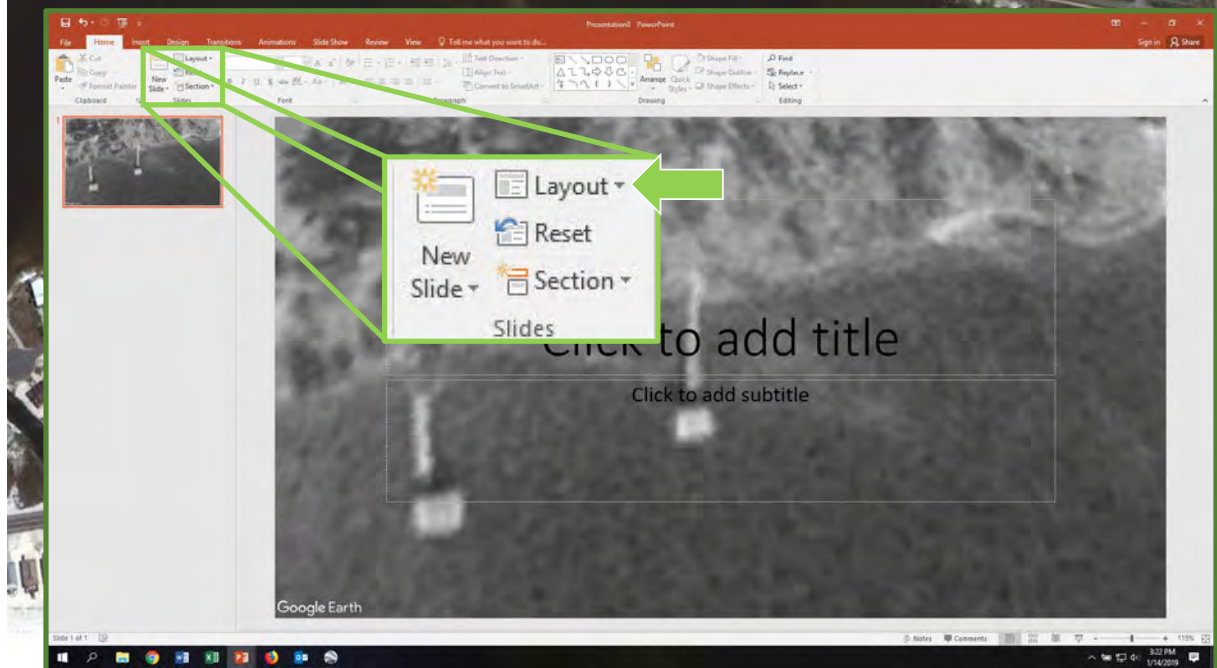 Presentation2 PowerPoint
File Home Insert Design Transitions Animations Slide Show Review View Tell me what you want to do...
Sign in Share
Paste
Cut
Copy
Format Painter
Clipboard
New
Slide
Layout
Section
Slides
Font
Text Direction
Align Text
Convert to SmartArt
Paragraph
Arrange
Quick
Styles
Shape Fill
Shape Outline
Shape Effects
Drawing
Find
Replace
Select
Editing
1
New
Slide
Layout
Reset
Section
Slides
Click to add title
Click to add subtitle
Google Earth
Slide 1 of 1
Notes Comments
115%
3:22 PM
1/14/2019